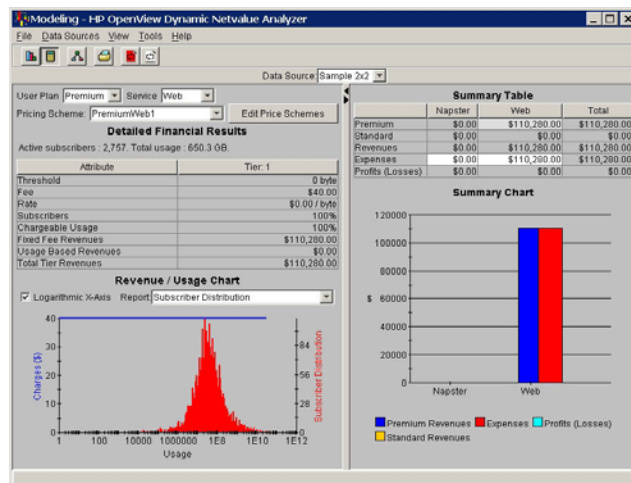 Modeling - HP OpenView Dynamic Netvalue Analyzer
File Data Sources View Tools Help
Data Source: Sample 2x2
User Plan Premium Service Web
Pricing Scheme: PremiumWeb1 Edit Price Schemes
Detailed Financial Results
Active subscribers : 2,757. Total usage : 650.3 GB.
Attribute Tier: 1
Threshold 0 byte
Fee $40.00
Rate $0.00 / byte
Subscribers 100%
Chargeable Usage 100%
Fixed Fee Revenues $110,280.00
Usage Based Revenues $0.00
Total Tier Revenues $110,280.00
Revenue / Usage Chart
Logarithmic X-Axis Report: Subscriber Distribution
Charges ($)
40
30
20
10
0
84
56
28
0
Subscriber Distribution
1 100 10000 1000000 1E8 1E10 1E12
Usage
Summary Table
Napster Web Total
Premium $0.00 $110,280.00 $110,280.00
Standard $0.00 $0.00 $0.00
Revenues $0.00 $110,280.00 $110,280.00
Expenses $0.00 $110,280.00 $110,280.00
Profits (Losses) $0.00 $0.00 $0.00
Summary Chart
120000
100000
80000
60000
40000
20000
0
$
Napster Web
Premium Revenues Expenses Profits (Losses)
Standard Revenues